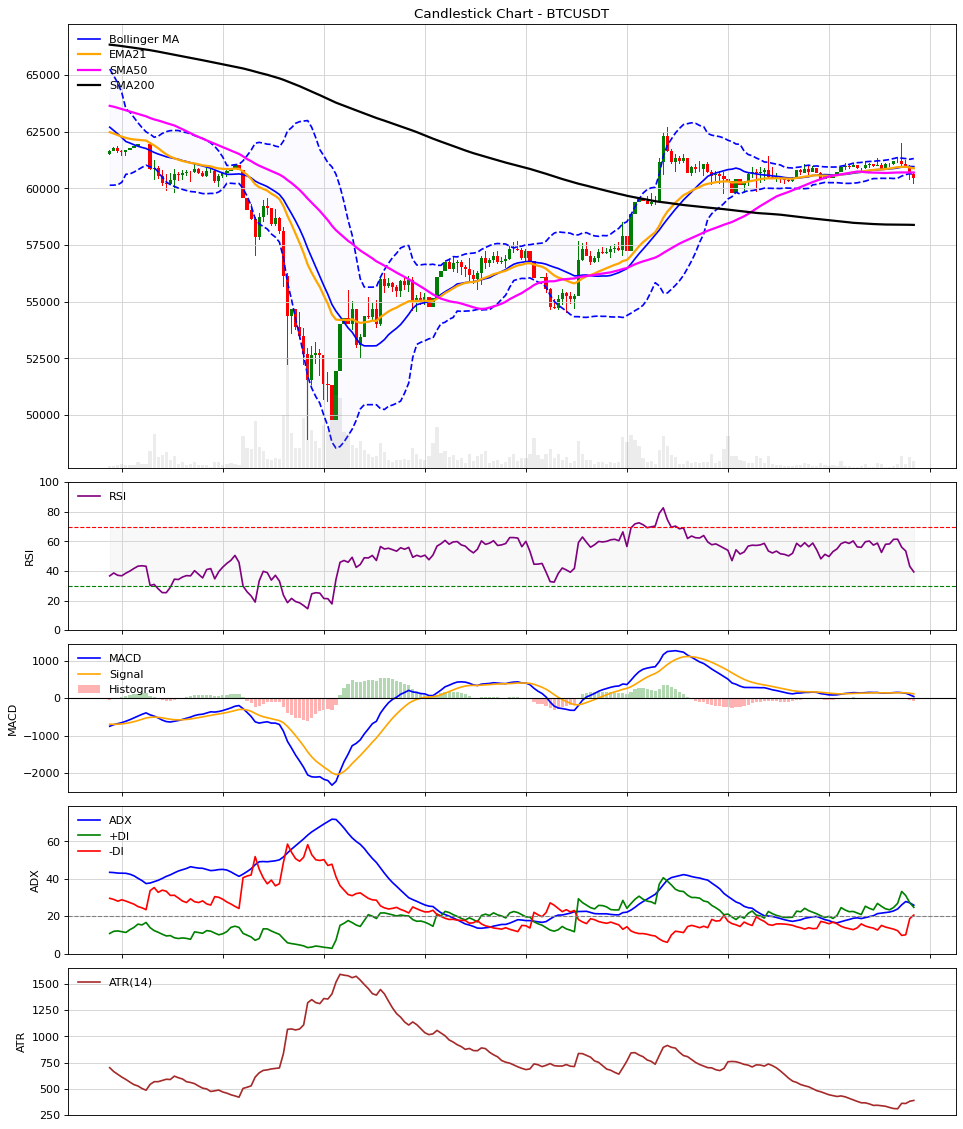 Candlestick Chart - BTCUSDT
Bollinger MA
EMA21
SMA50
SMA200
65000
62500
60000
57500
55000
52500
50000
RSI
100
80
60
40
20
0
RSI
MACD
Signal
Histogram
1000
0
−1000
−2000
MACD
ADX
+DI
-DI
60
40
20
0
ADX
ATR(14)
1500
1250
1000
750
500
250
ATR